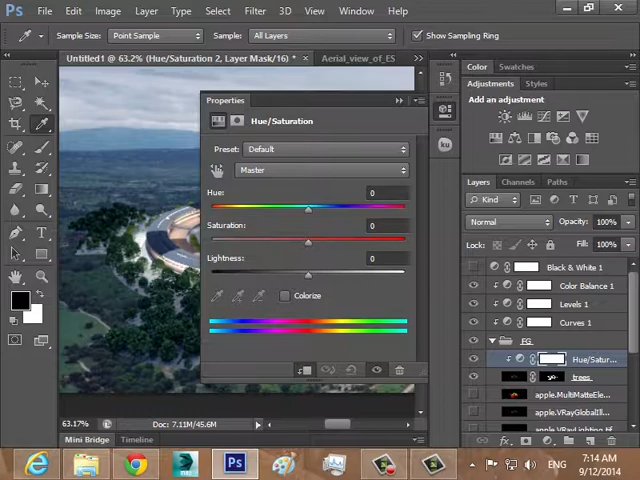 Ps File Edit Image Layer Type Select Filter 3D View Window Help
Sample Size: Point Sample Sample: All Layers Show Sampling Ring
Untitled1 @ 63.2% (Hue/Saturation 2, Layer Mask/16) * × Aerial_view_of_ES
Properties
Hue/Saturation
Preset: Default
Master
Hue: 0
Saturation: 0
Lightness: 0
Colorize
Color Swatches
Adjustments Styles
Add an adjustment
Layers Channels Paths
Kind
Normal Opacity: 100%
Lock: Fill: 100%
Black & White 1
Color Balance 1
Levels 1
Curves 1
FG
Hue/Satur...
trees
apple.MultiMatteEle...
apple.VRayGlobalIll...
apple.VRayLighting.tif
63.17% Doc: 7.11M/45.6M
Mini Bridge Timeline
ENG 7:14 AM
9/12/2014